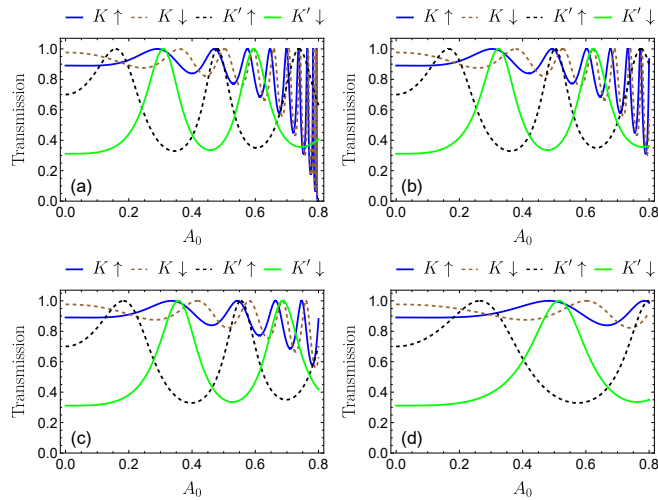 K ↑ K ↓ K′ ↑ K′ ↓ K ↑ K ↓ K′ ↑ K′ ↓
1.0 1.0
0.8 0.8
0.6 0.6
0.4 0.4
0.2 0.2
0.0 0.0
Transmission Transmission
(a) (b)
0.0 0.2 0.4 0.6 0.8 0.0 0.2 0.4 0.6 0.8
A₀ A₀
K ↑ K ↓ K′ ↑ K′ ↓ K ↑ K ↓ K′ ↑ K′ ↓
1.0 1.0
0.8 0.8
0.6 0.6
0.4 0.4
0.2 0.2
0.0 0.0
Transmission Transmission
(c) (d)
0.0 0.2 0.4 0.6 0.8 0.0 0.2 0.4 0.6 0.8
A₀ A₀